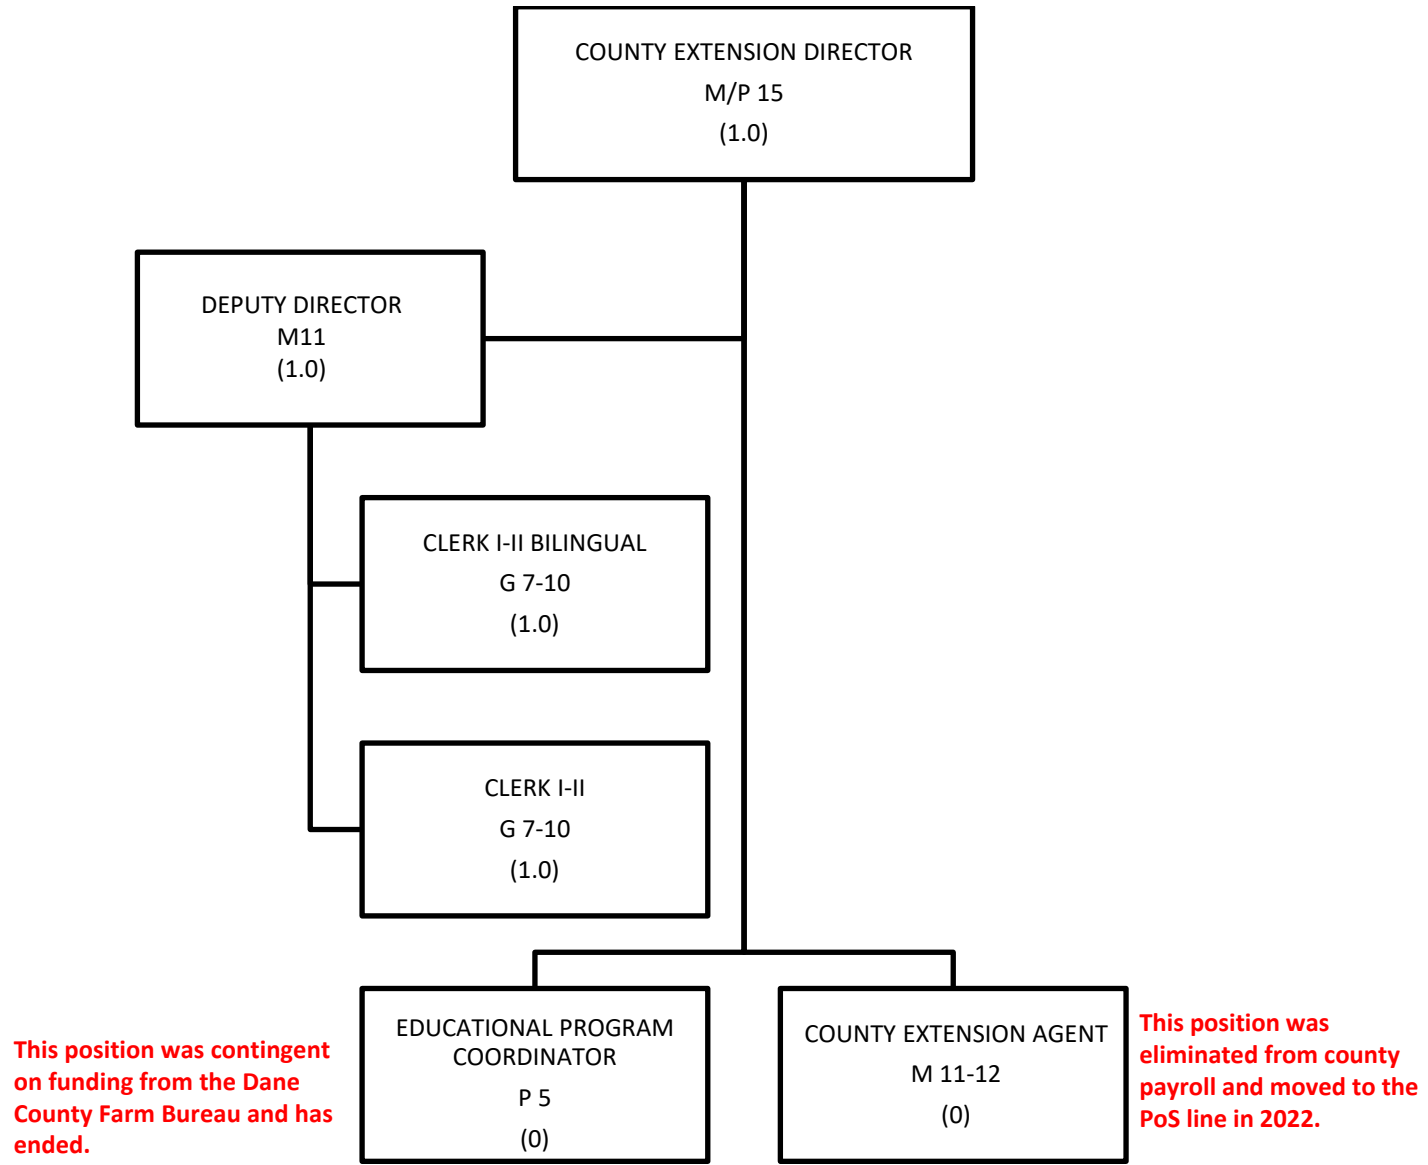 COUNTY EXTENSION DIRECTOR
M/P 15
(1.0)
DEPUTY DIRECTOR
M11
(1.0)
CLERK I-II BILINGUAL
G 7-10
(1.0)
CLERK I-II
G 7-10
(1.0)
This position was contingent
on funding from the Dane
County Farm Bureau and has
ended.
EDUCATIONAL PROGRAM
COORDINATOR
P 5
(0)
COUNTY EXTENSION AGENT
M 11-12
(0)
This position was
eliminated from county
payroll and moved to the
PoS line in 2022.